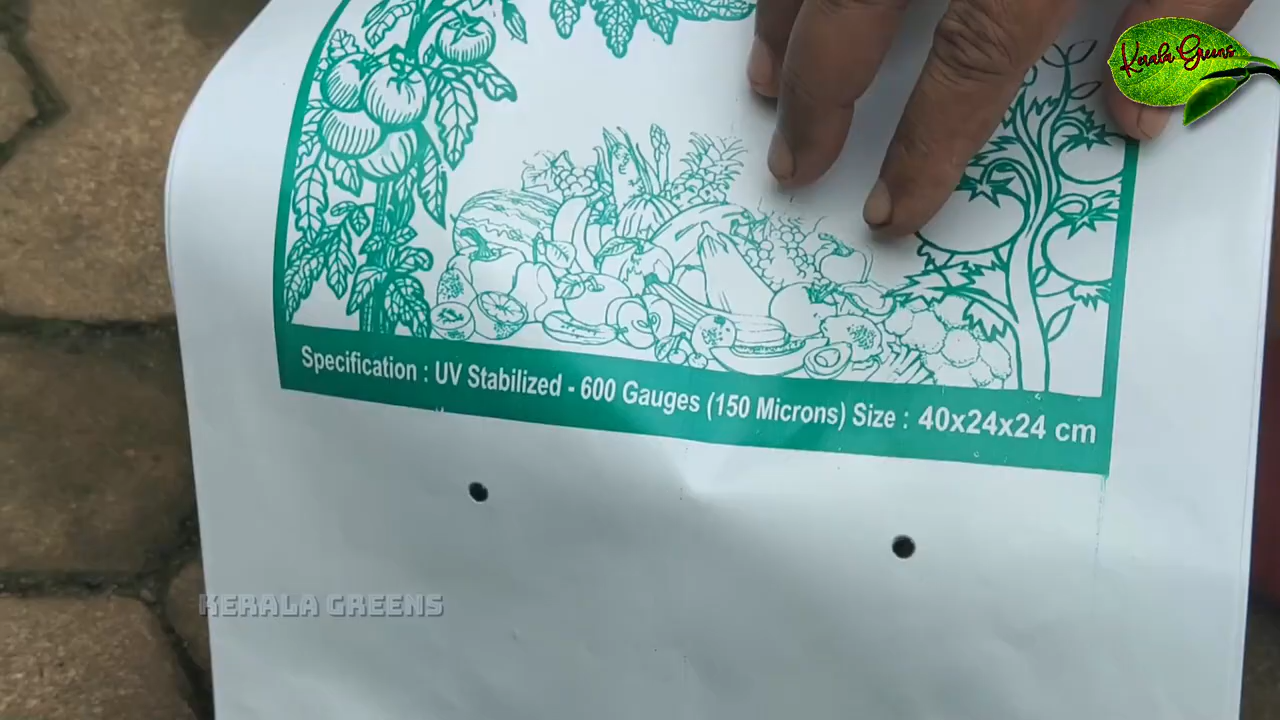 Kerala Greens
Specification : UV Stabilized - 600 Gauges (150 Microns) Size : 40x24x24 cm
KERALA GREENS